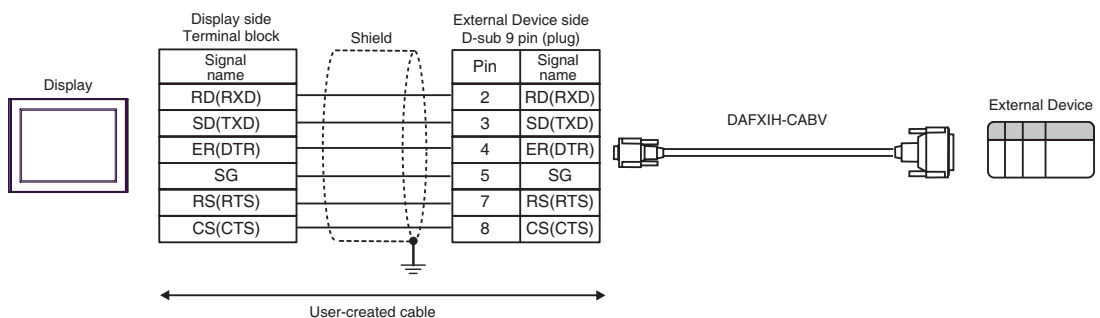 Display
Display side
Terminal block
Shield
External Device side
D-sub 9 pin (plug)
Signal
name
Pin
Signal
name
RD(RXD) 2 RD(RXD)
SD(TXD) 3 SD(TXD)
ER(DTR) 4 ER(DTR)
SG 5 SG
RS(RTS) 7 RS(RTS)
CS(CTS) 8 CS(CTS)
User-created cable
DAFXIH-CABV
External Device